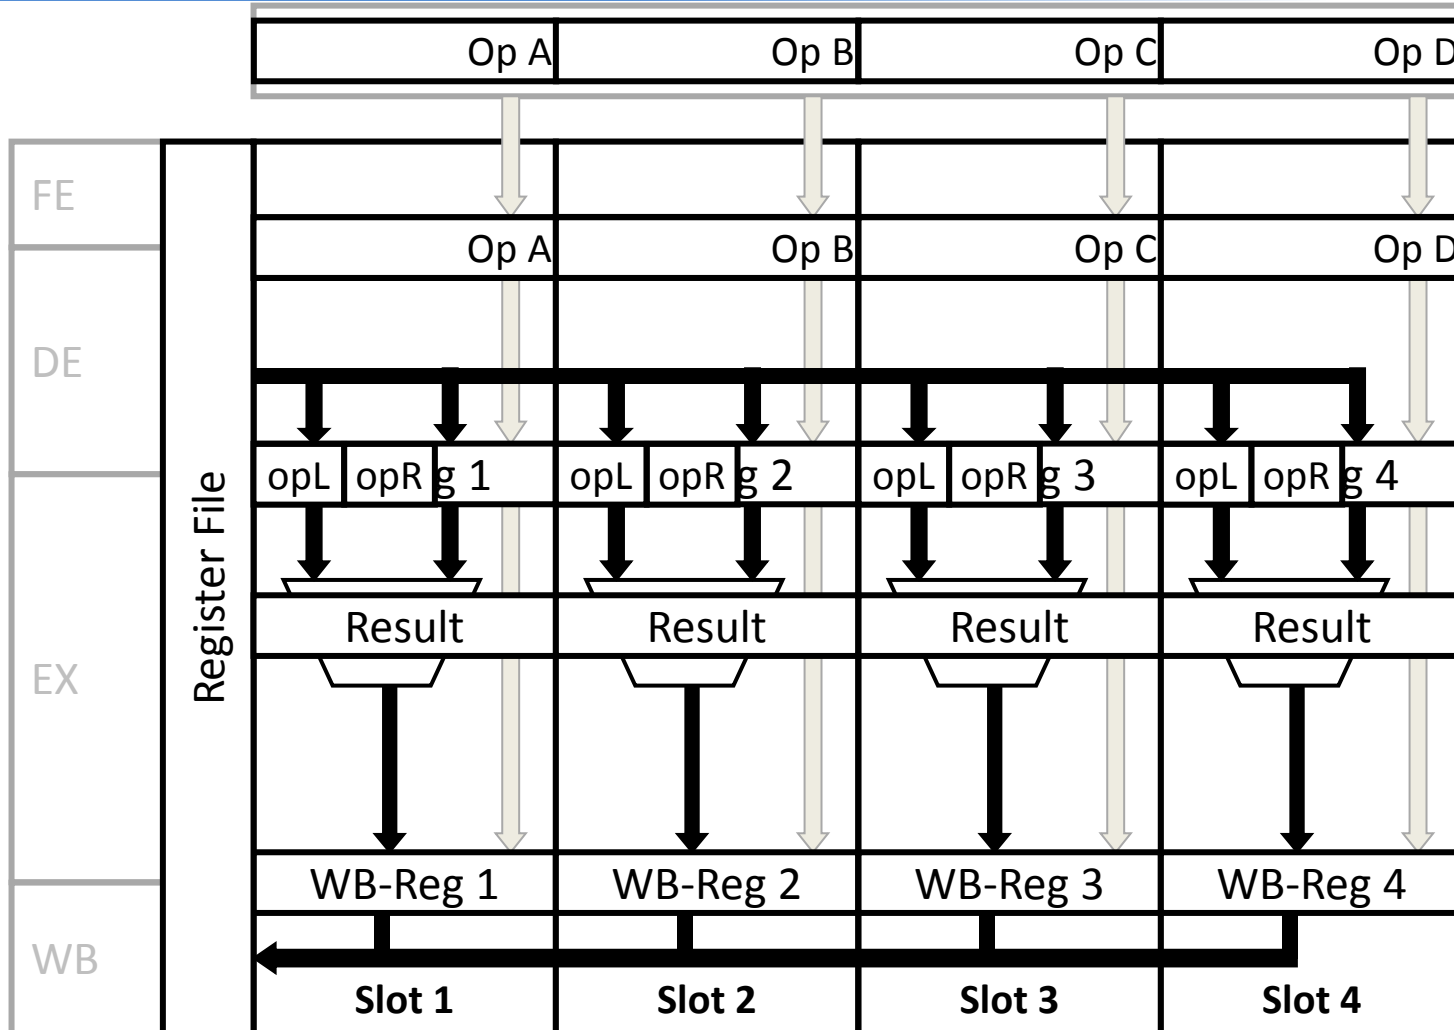 Op A Op B Op C Op D
FE
Op A Op B Op C Op D
DE
opL opR g 1 opL opR g 2 opL opR g 3 opL opR g 4
Register File
Result Result Result Result
EX
WB-Reg 1 WB-Reg 2 WB-Reg 3 WB-Reg 4
WB
Slot 1 Slot 2 Slot 3 Slot 4